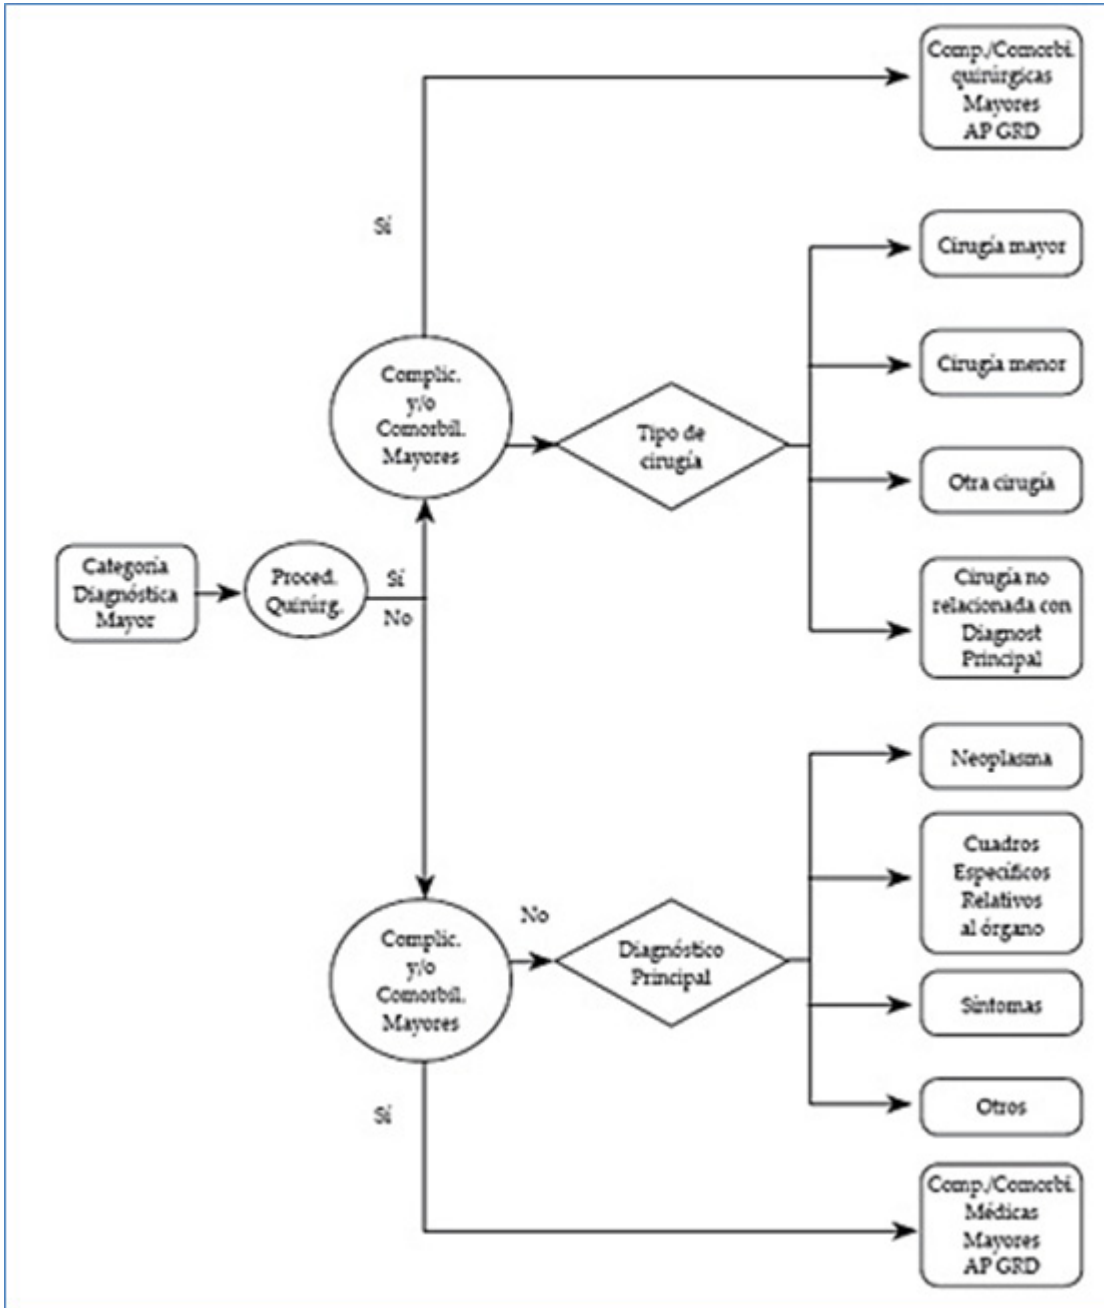 Comp./Comorbi.
quirúrgicas
Mayores
AP GRD
Sí
Cirugía mayor
Cirugía menor
Complic.
y/o
Comorbil.
Mayores
Tipo de
cirugía
Otra cirugía
Categoría
Diagnóstica
Mayor
Proced.
Quirúrg.
Sí
No
Cirugía no
relacionada con
Diagnost
Principal
Neoplasma
Cuadros
Específicos
Relativos
al órgano
No
Complic.
y/o
Comorbil.
Mayores
Diagnóstico
Principal
Síntomas
Sí
Otros
Comp./Comorbi.
Médicas
Mayores
AP GRD